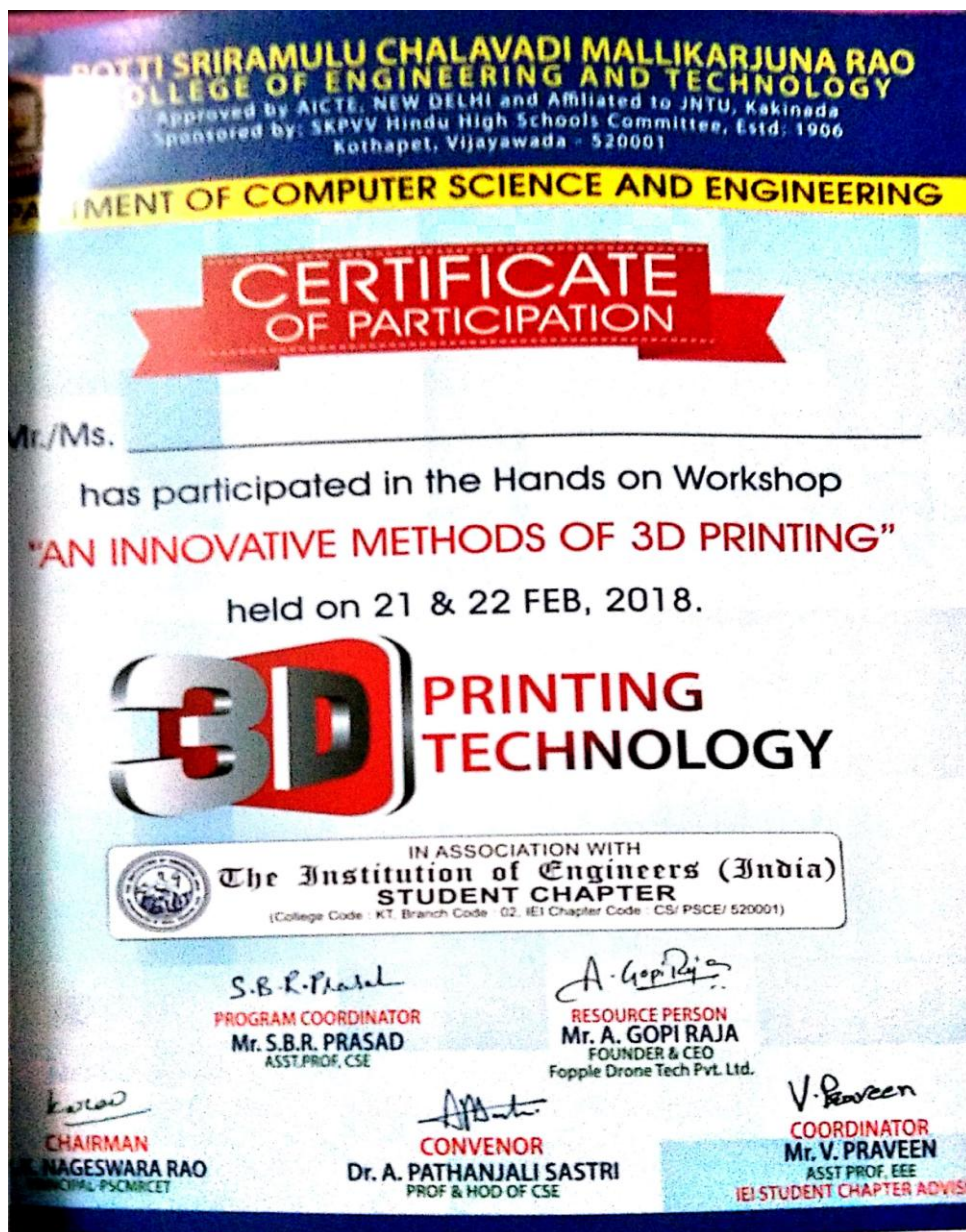 POTTI SRIRAMULU CHALAVADI MALLIKARJUNA RAO
COLLEGE OF ENGINEERING AND TECHNOLOGY
Approved by AICTE, NEW DELHI and Affiliated to JNTU, Kakinada
Sponsored by: SKPVV Hindu High Schools Committee, Estd: 1906
Kothapet, Vijayawada - 520001
MENT OF COMPUTER SCIENCE AND ENGINEERING
CERTIFICATE
OF PARTICIPATION
Mr./Ms.
has participated in the Hands on Workshop
"AN INNOVATIVE METHODS OF 3D PRINTING"
held on 21 & 22 FEB, 2018.
3D PRINTING
TECHNOLOGY
IN ASSOCIATION WITH
The Institution of Engineers (India)
STUDENT CHAPTER
(College Code : KT, Branch Code : 02, IEI Chapter Code : CS/ PSCE/ 520001)
S.B.R.Prasad
PROGRAM COORDINATOR
Mr. S.B.R. PRASAD
ASST.PROF, CSE
A. Gopi Raja
RESOURCE PERSON
Mr. A. GOPI RAJA
FOUNDER & CEO
Fopple Drone Tech Pvt. Ltd.
CHAIRMAN
NAGESWARA RAO
PRINCIPAL-PSCMRCET
CONVENOR
Dr. A. PATHANJALI SASTRI
PROF & HOD OF CSE
V. Praveen
COORDINATOR
Mr. V. PRAVEEN
ASST PROF, EEE
IEI STUDENT CHAPTER ADVIS